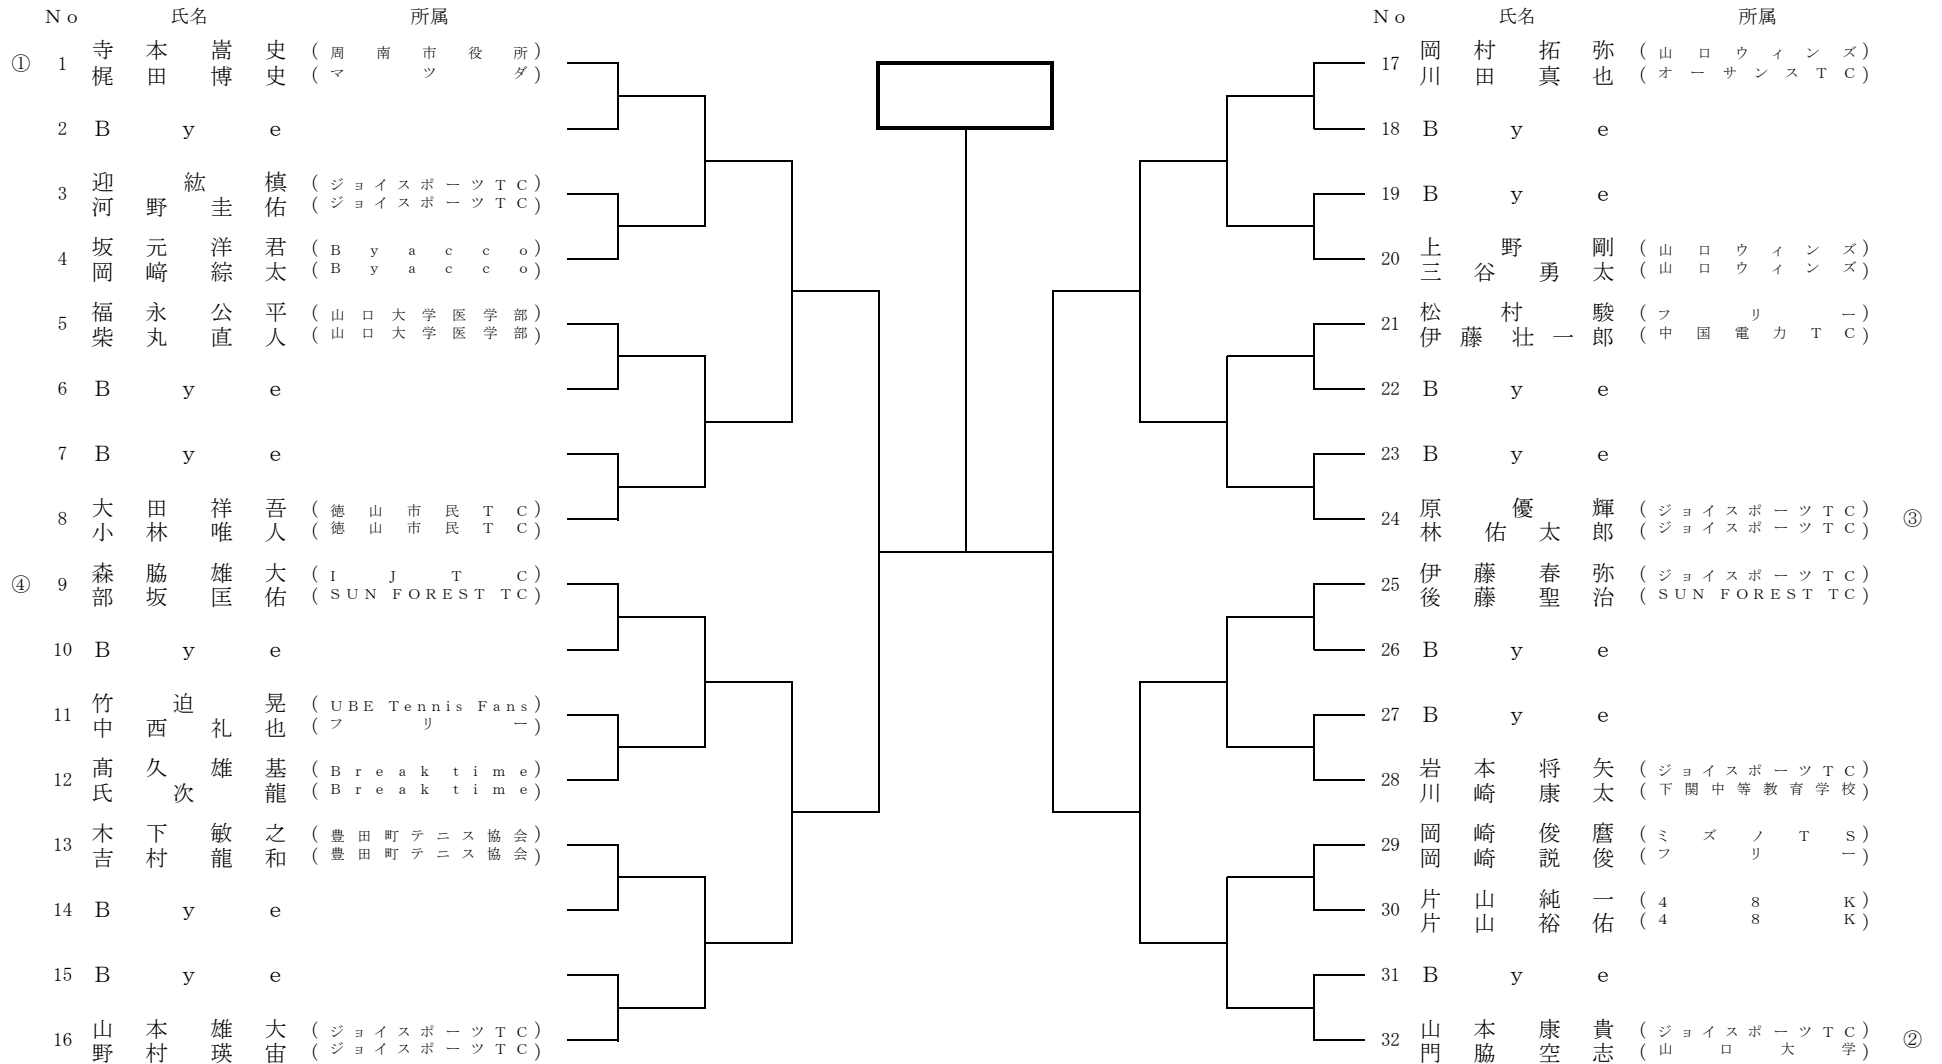 No 氏名 所属
① 1 寺本嵩史 (周南市役所)
梶田博史 (マツダ)
2 Bye
3 迎紘槙 (ジョイスポーツTC)
河野圭佑 (ジョイスポーツTC)
4 坂元洋君 (Byacco)
岡﨑綜太 (Byacco)
5 福永公平 (山口大学医学部)
柴丸直人 (山口大学医学部)
6 Bye
7 Bye
8 大田祥吾 (徳山市民TC)
小林唯人 (徳山市民TC)
④ 9 森脇雄大 (IJTC)
部坂匡佑 (SUN FOREST TC)
10 Bye
11 竹迫晃 (UBE Tennis Fans)
中西礼也 (フリー)
12 髙久雄基 (Break time)
氏次龍 (Break time)
13 木下敏之 (豊田町テニス協会)
吉村龍和 (豊田町テニス協会)
14 Bye
15 Bye
16 山本雄大 (ジョイスポーツTC)
野村瑛宙 (ジョイスポーツTC)
No 氏名 所属
17 岡村拓弥 (山口ウィンズ)
川田真也 (オーサンスTC)
18 Bye
19 Bye
20 上野剛 (山口ウィンズ)
三谷勇太 (山口ウィンズ)
21 松村駿 (フリー)
伊藤壮一郎 (中国電力TC)
22 Bye
23 Bye
24 原優輝 (ジョイスポーツTC) ③
林佑太郎 (ジョイスポーツTC)
25 伊藤春弥 (ジョイスポーツTC)
後藤聖治 (SUN FOREST TC)
26 Bye
27 Bye
28 岩本将矢 (ジョイスポーツTC)
川崎康太 (下関中等教育学校)
29 岡崎俊麿 (ミズノTS)
岡崎説俊 (フリー)
30 片山純一 (48K)
片山裕佑 (48K)
31 Bye
32 山本康貴 (ジョイスポーツTC) ②
門脇空志 (山口大学)